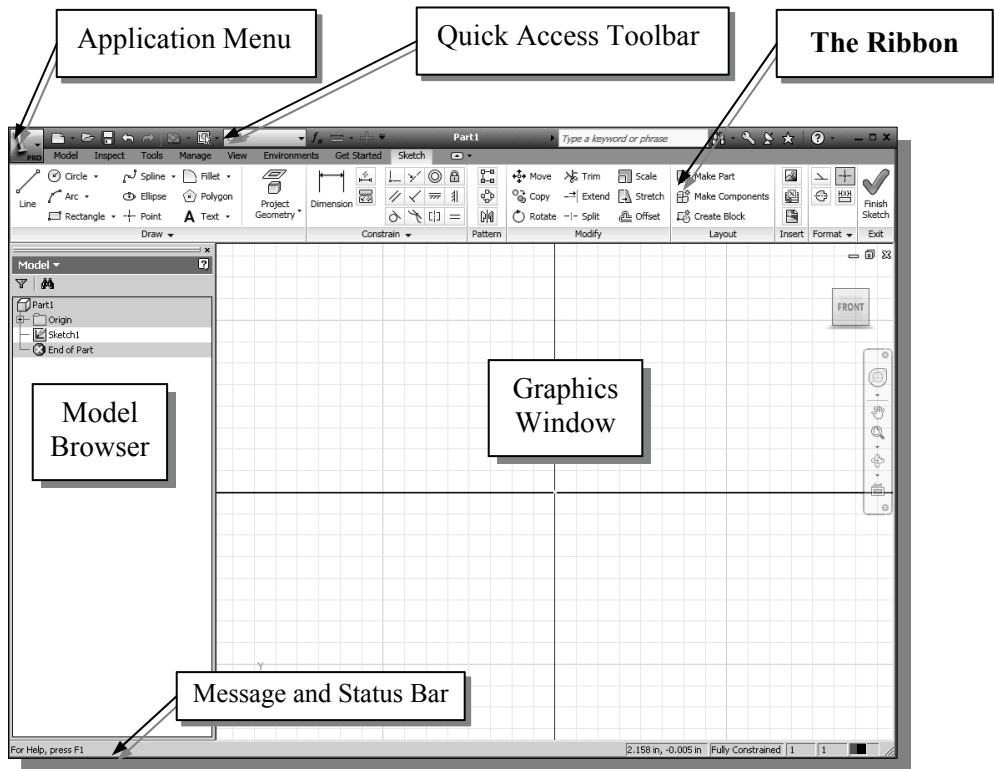 Application Menu
Quick Access Toolbar
The Ribbon
PRO
Part1
Type a keyword or phrase
Model Inspect Tools Manage View Environments Get Started Sketch
Line
Circle
Arc
Rectangle
Spline
Ellipse
Point
Fillet
Polygon
A Text
Project
Geometry
Dimension
Move
Copy
Rotate
Trim
Extend
Split
Scale
Stretch
Offset
Make Part
Make Components
Create Block
Finish
Sketch
Draw
Constrain
Pattern
Modify
Layout
Insert
Format
Exit
Model
Part1
Origin
Sketch1
End of Part
FRONT
Model
Browser
Graphics
Window
Y
Message and Status Bar
For Help, press F1
2.158 in, -0.005 in Fully Constrained 1 1